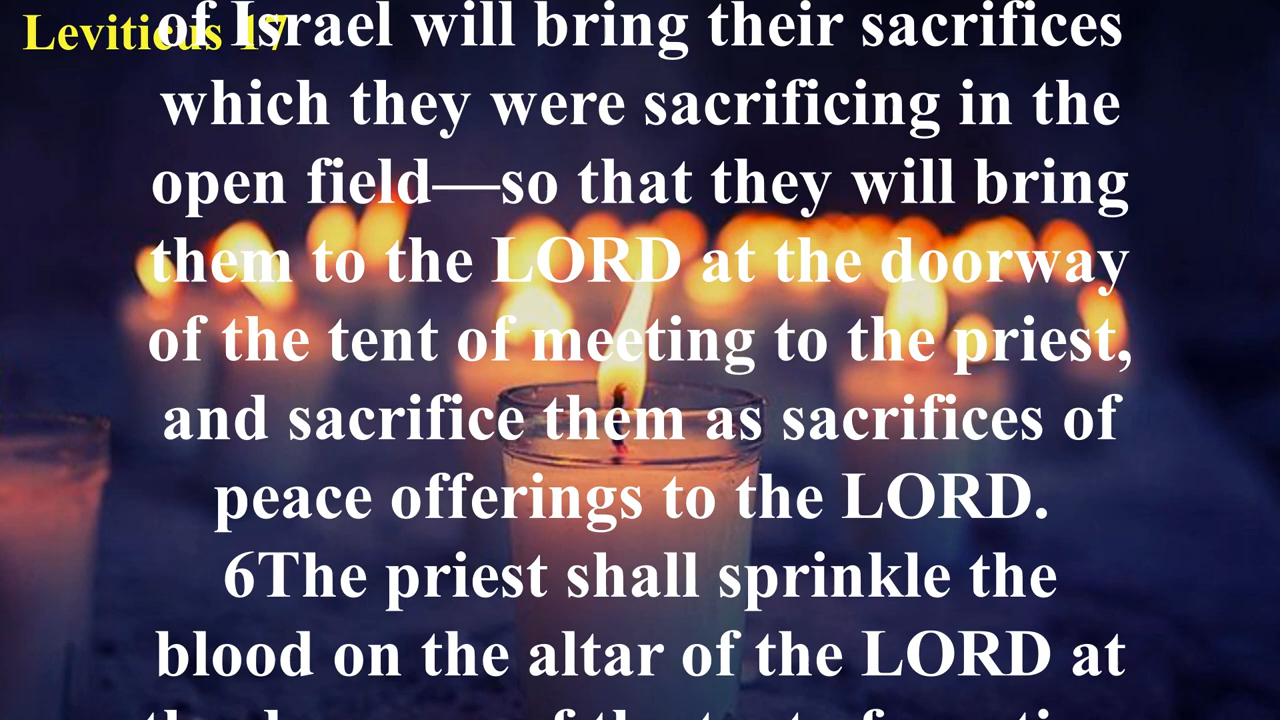 Leviticus 17
of Israel will bring their sacrifices
which they were sacrificing in the
open field—so that they will bring
them to the LORD at the doorway
of the tent of meeting to the priest,
and sacrifice them as sacrifices of
peace offerings to the LORD.
6The priest shall sprinkle the
blood on the altar of the LORD at